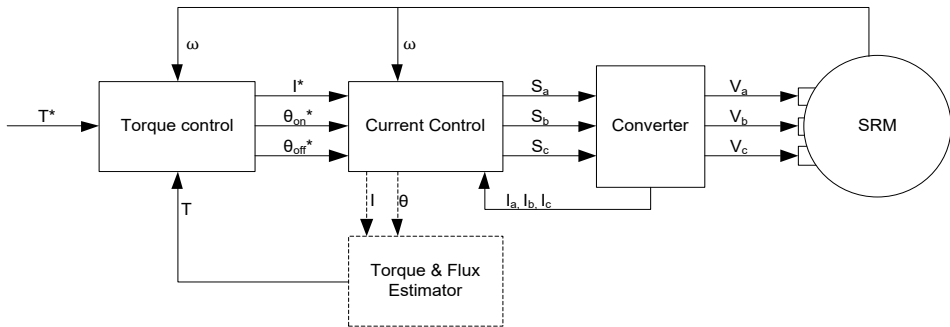 ω
ω
T*
Torque control
I*
θon*
θoff*
Current Control
Sa
Sb
Sc
Converter
Va
Vb
Vc
SRM
Ia, Ib, Ic
T
I
θ
Torque & Flux
Estimator